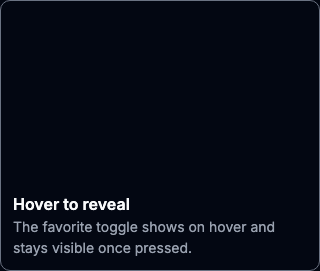 Hover to reveal
The favorite toggle shows on hover and
stays visible once pressed.